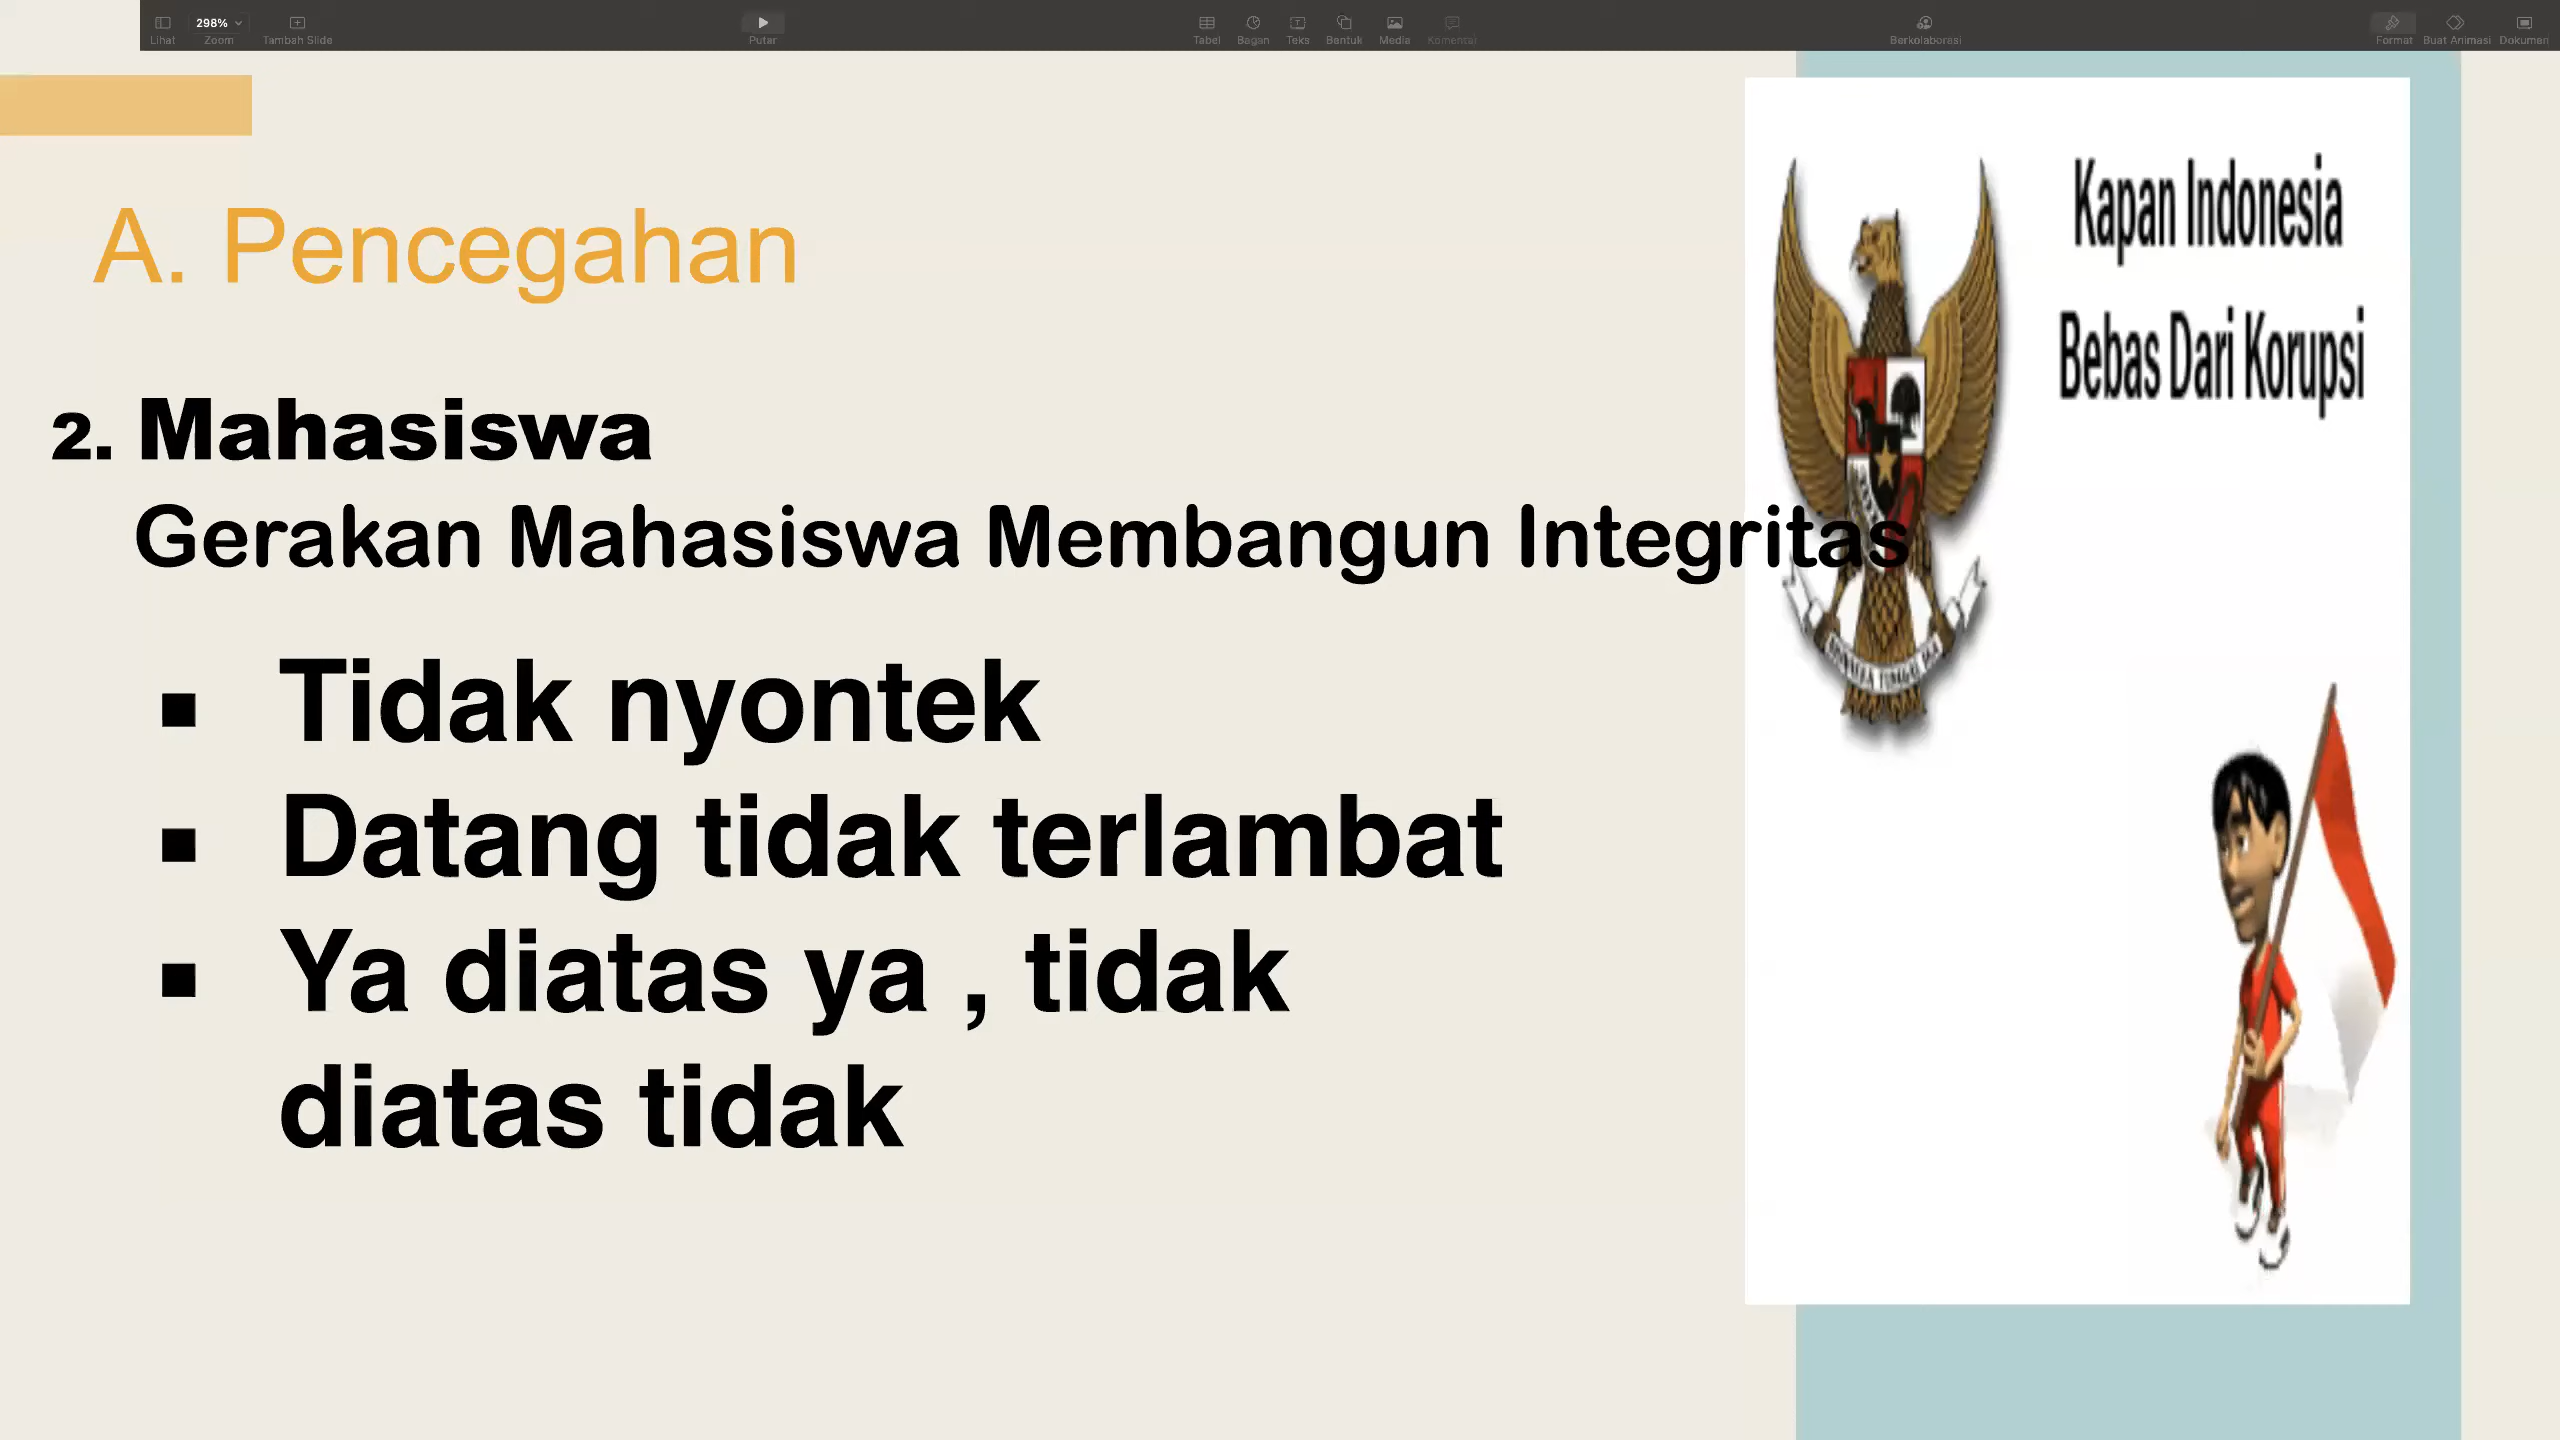 298%
Lihat
Zoom
Tambah Slide
Putar
Tabel
Bagan
Teks
Bentuk
Media
Komentar
Berkolaborasi
Format
Buat Animasi
Dokumen
A. Pencegahan
2. Mahasiswa
Gerakan Mahasiswa Membangun Integritas
▪ Tidak nyontek
▪ Datang tidak terlambat
▪ Ya diatas ya , tidak
diatas tidak
Kapan Indonesia
Bebas Dari Korupsi